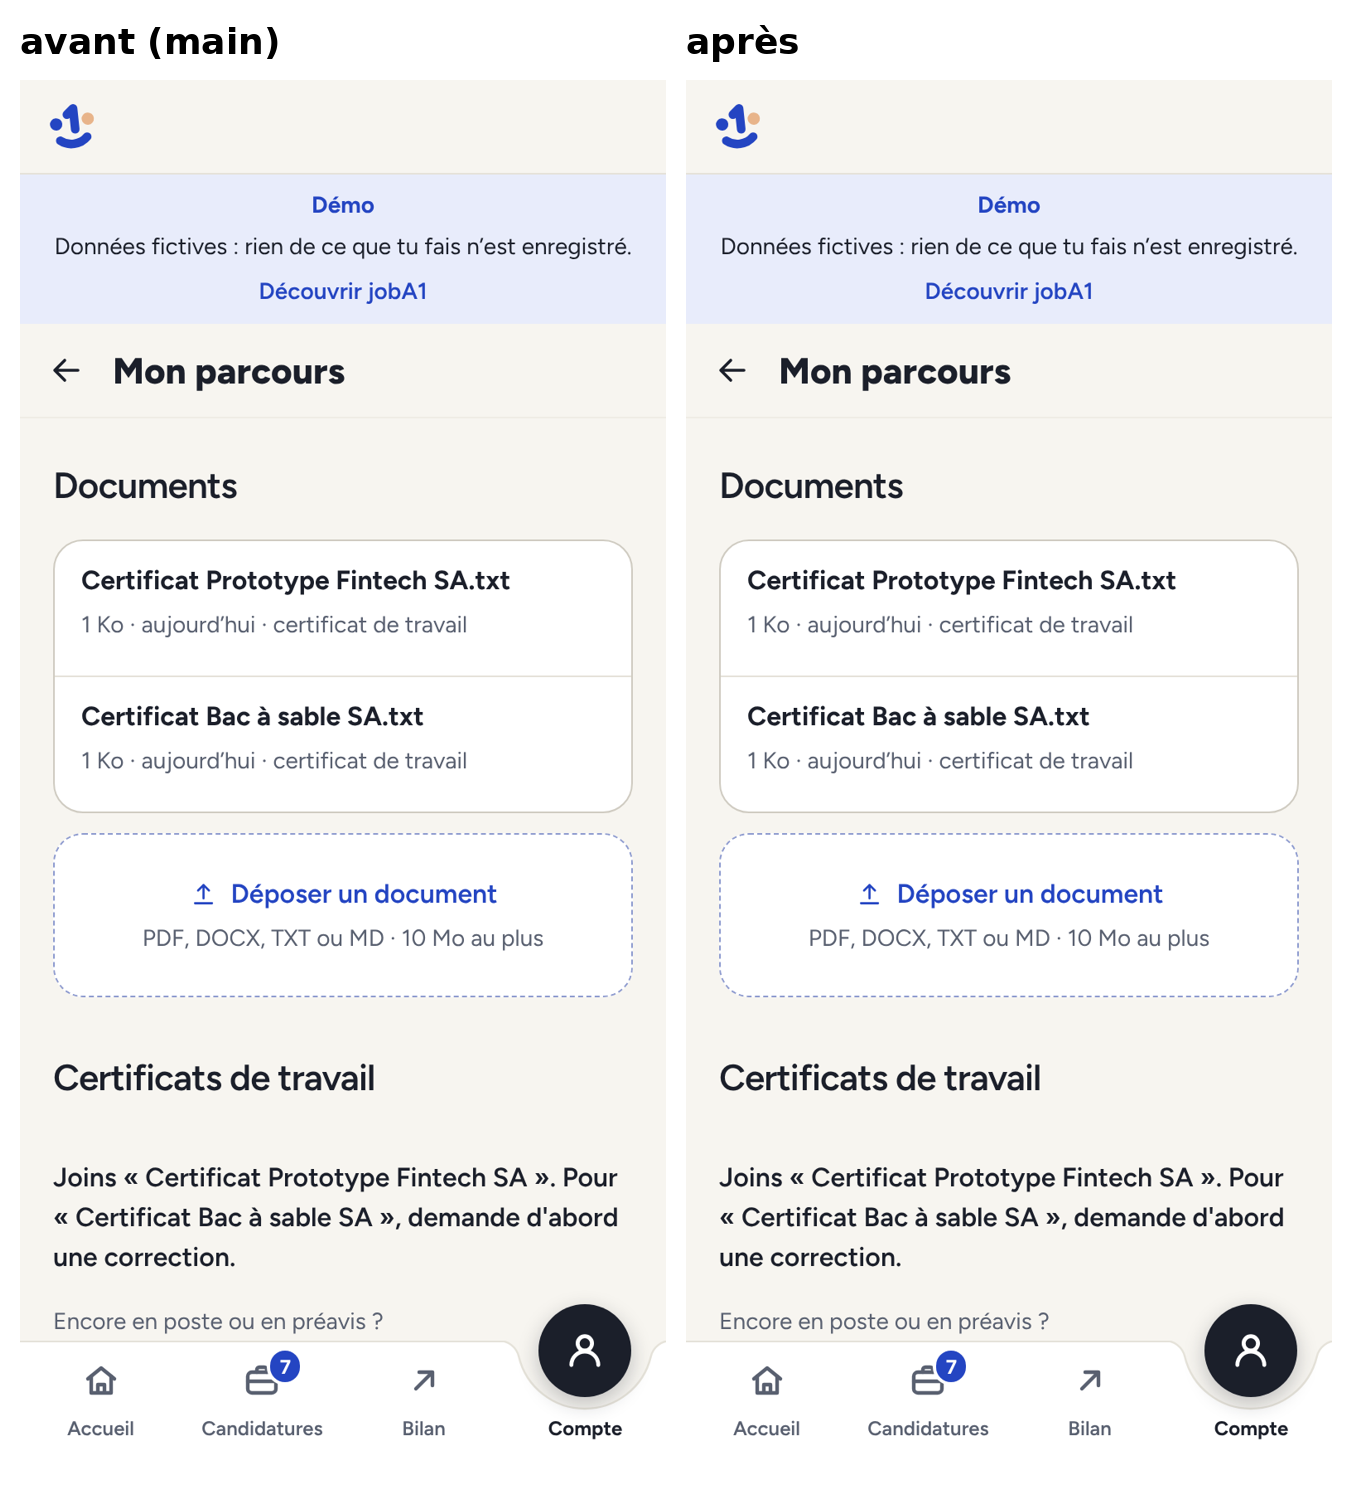 avant (main)
Démo
Données fictives : rien de ce que tu fais n’est enregistré.
Découvrir jobA1
Mon parcours
Documents
Certificat Prototype Fintech SA.txt
1 Ko · aujourd’hui · certificat de travail
Certificat Bac à sable SA.txt
1 Ko · aujourd’hui · certificat de travail
Déposer un document
PDF, DOCX, TXT ou MD · 10 Mo au plus
Certificats de travail
Joins « Certificat Prototype Fintech SA ». Pour
« Certificat Bac à sable SA », demande d'abord
une correction.
Encore en poste ou en préavis ?
7
Accueil
Candidatures
Bilan
Compte
après
Démo
Données fictives : rien de ce que tu fais n’est enregistré.
Découvrir jobA1
Mon parcours
Documents
Certificat Prototype Fintech SA.txt
1 Ko · aujourd’hui · certificat de travail
Certificat Bac à sable SA.txt
1 Ko · aujourd’hui · certificat de travail
Déposer un document
PDF, DOCX, TXT ou MD · 10 Mo au plus
Certificats de travail
Joins « Certificat Prototype Fintech SA ». Pour
« Certificat Bac à sable SA », demande d'abord
une correction.
Encore en poste ou en préavis ?
7
Accueil
Candidatures
Bilan
Compte